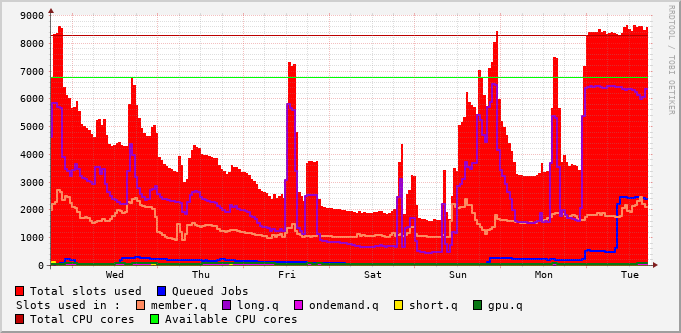 RRDTOOL / TOBI OETIKER
9000
8000
7000
6000
5000
4000
3000
2000
1000
0
Wed Thu Fri Sat Sun Mon Tue
Total slots used Queued Jobs
Slots used in : member.q long.q ondemand.q short.q gpu.q
Total CPU cores Available CPU cores